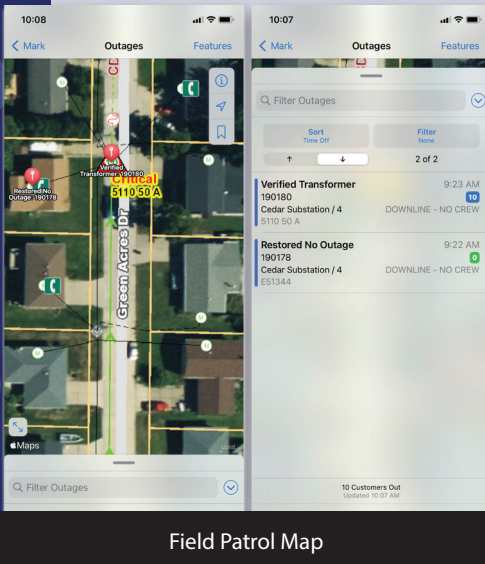 10:08
Mark
Outages
Features
CD
M
M
Verified
Transformer 190180
Critical
5110 50 A
Restored No
Outage 190178
Green Acres Dr
M
M
M
Maps
Legal
Filter Outages
10:07
Mark
Outages
Features
Filter Outages
Sort
Time Off
Filter
None
2 of 2
Verified Transformer
9:23 AM
190180
10
Cedar Substation / 4
DOWNLINE - NO CREW
5110 50 A
Restored No Outage
9:22 AM
190178
0
Cedar Substation / 4
DOWNLINE - NO CREW
E51344
10 Customers Out
Updated 10:07 AM
Field Patrol Map